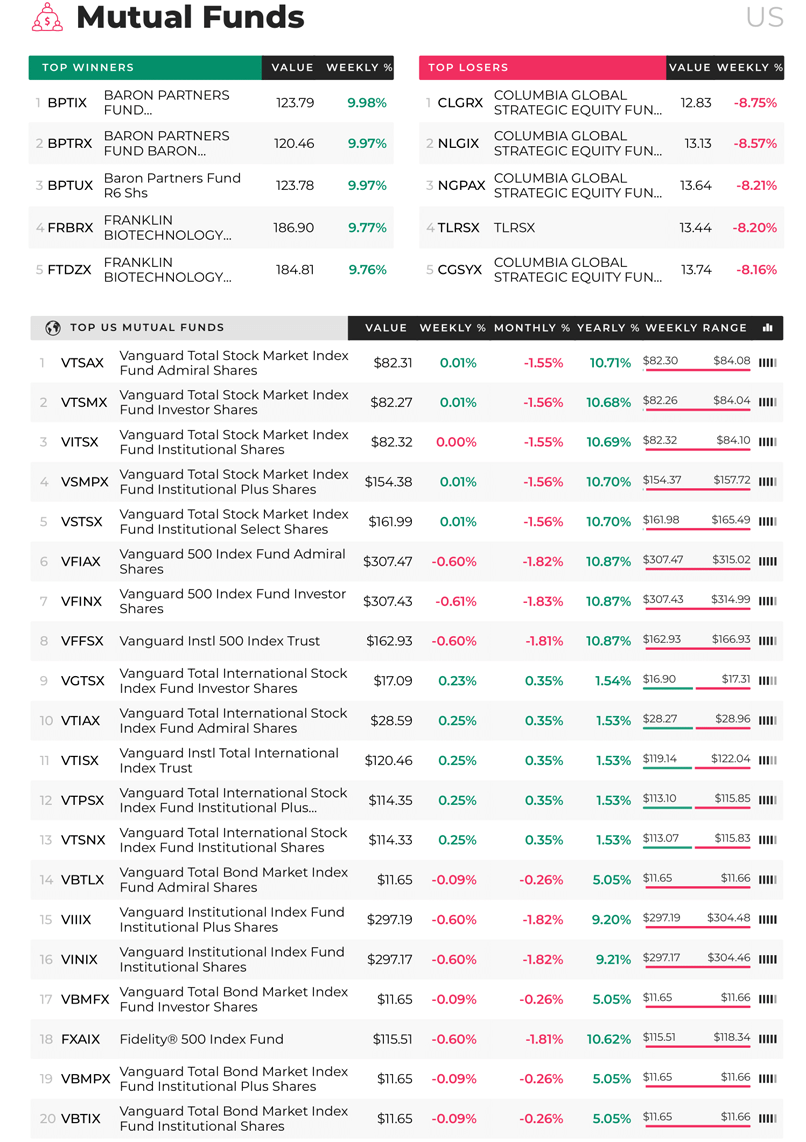 Mutual Funds
US
TOP WINNERS VALUE WEEKLY %
1 BPTIX BARON PARTNERS FUND... 123.79 9.98%
2 BPTRX BARON PARTNERS FUND BARON... 120.46 9.97%
3 BPTUX Baron Partners Fund R6 Shs 123.78 9.97%
4 FRBRX FRANKLIN BIOTECHNOLOGY... 186.90 9.77%
5 FTDZX FRANKLIN BIOTECHNOLOGY... 184.81 9.76%
TOP LOSERS VALUE WEEKLY %
1 CLGRX COLUMBIA GLOBAL STRATEGIC EQUITY FUN... 12.83 -8.75%
2 NLGIX COLUMBIA GLOBAL STRATEGIC EQUITY FUN... 13.13 -8.57%
3 NGPAX COLUMBIA GLOBAL STRATEGIC EQUITY FUN... 13.64 -8.21%
4 TLRSX TLRSX 13.44 -8.20%
5 CGSYX COLUMBIA GLOBAL STRATEGIC EQUITY FUN... 13.74 -8.16%
TOP US MUTUAL FUNDS VALUE WEEKLY % MONTHLY % YEARLY % WEEKLY RANGE
1 VTSAX Vanguard Total Stock Market Index Fund Admiral Shares $82.31 0.01% -1.55% 10.71% $82.30 $84.08
2 VTSMX Vanguard Total Stock Market Index Fund Investor Shares $82.27 0.01% -1.56% 10.68% $82.26 $84.04
3 VITSX Vanguard Total Stock Market Index Fund Institutional Shares $82.32 0.00% -1.55% 10.69% $82.32 $84.10
4 VSMPX Vanguard Total Stock Market Index Fund Institutional Plus Shares $154.38 0.01% -1.56% 10.70% $154.37 $157.72
5 VSTSX Vanguard Total Stock Market Index Fund Institutional Select Shares $161.99 0.01% -1.56% 10.70% $161.98 $165.49
6 VFIAX Vanguard 500 Index Fund Admiral Shares $307.47 -0.60% -1.82% 10.87% $307.47 $315.02
7 VFINX Vanguard 500 Index Fund Investor Shares $307.43 -0.61% -1.83% 10.87% $307.43 $314.99
8 VFFSX Vanguard Instl 500 Index Trust $162.93 -0.60% -1.81% 10.87% $162.93 $166.93
9 VGTSX Vanguard Total International Stock Index Fund Investor Shares $17.09 0.23% 0.35% 1.54% $16.90 $17.31
10 VTIAX Vanguard Total International Stock Index Fund Admiral Shares $28.59 0.25% 0.35% 1.53% $28.27 $28.96
11 VTISX Vanguard Instl Total International Index Trust $120.46 0.25% 0.35% 1.53% $119.14 $122.04
12 VTPSX Vanguard Total International Stock Index Fund Institutional Plus... $114.35 0.25% 0.35% 1.53% $113.10 $115.85
13 VTSNX Vanguard Total International Stock Index Fund Institutional Shares $114.33 0.25% 0.35% 1.53% $113.07 $115.83
14 VBTLX Vanguard Total Bond Market Index Fund Admiral Shares $11.65 -0.09% -0.26% 5.05% $11.65 $11.66
15 VIIIX Vanguard Institutional Index Fund Institutional Plus Shares $297.19 -0.60% -1.82% 9.20% $297.19 $304.48
16 VINIX Vanguard Institutional Index Fund Institutional Shares $297.17 -0.60% -1.82% 9.21% $297.17 $304.46
17 VBMFX Vanguard Total Bond Market Index Fund Investor Shares $11.65 -0.09% -0.26% 5.05% $11.65 $11.66
18 FXAIX Fidelity® 500 Index Fund $115.51 -0.60% -1.81% 10.62% $115.51 $118.34
19 VBMPX Vanguard Total Bond Market Index Fund Institutional Plus Shares $11.65 -0.09% -0.26% 5.05% $11.65 $11.66
20 VBTIX Vanguard Total Bond Market Index Fund Institutional Shares $11.65 -0.09% -0.26% 5.05% $11.65 $11.66